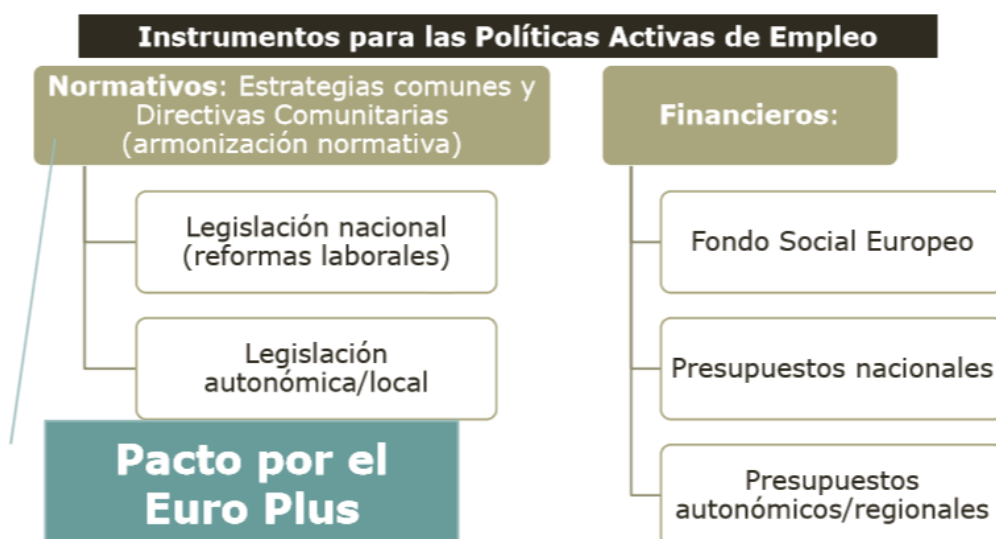 Instrumentos para las Políticas Activas de Empleo
Normativos: Estrategias comunes y
Directivas Comunitarias
(armonización normativa)
Legislación nacional
(reformas laborales)
Legislación
autonómica/local
Pacto por el
Euro Plus
Financieros:
Fondo Social Europeo
Presupuestos nacionales
Presupuestos
autonómicos/regionales